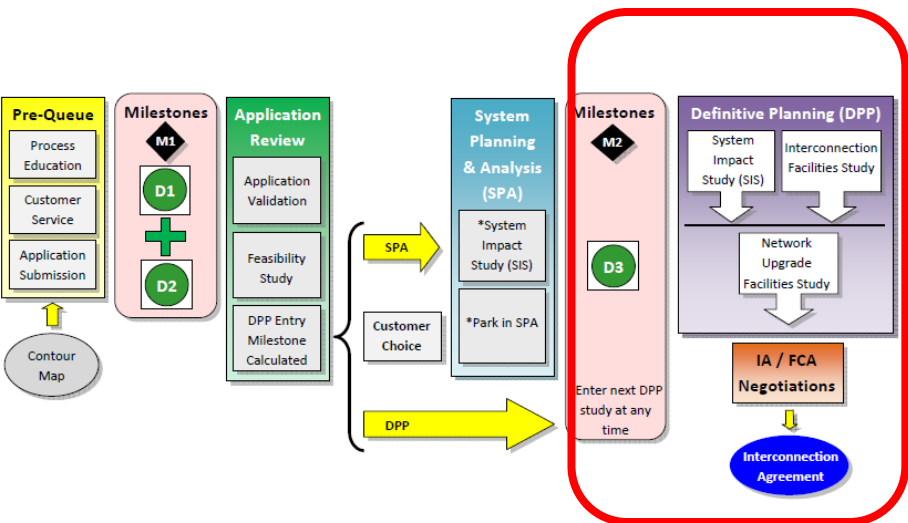 Pre-Queue
Process
Education
Customer
Service
Application
Submission
Contour
Map
Milestones
M1
D1
D2
Application
Review
Application
Validation
Feasibility
Study
DPP Entry
Milestone
Calculated
SPA
Customer
Choice
DPP
System
Planning
& Analysis
(SPA)
*System
Impact
Study (SIS)
*Park in SPA
Milestones
M2
D3
Enter next DPP
study at any
time
Definitive Planning (DPP)
System
Impact
Study (SIS)
Interconnection
Facilities Study
Network
Upgrade
Facilities Study
IA / FCA
Negotiations
Interconnection
Agreement